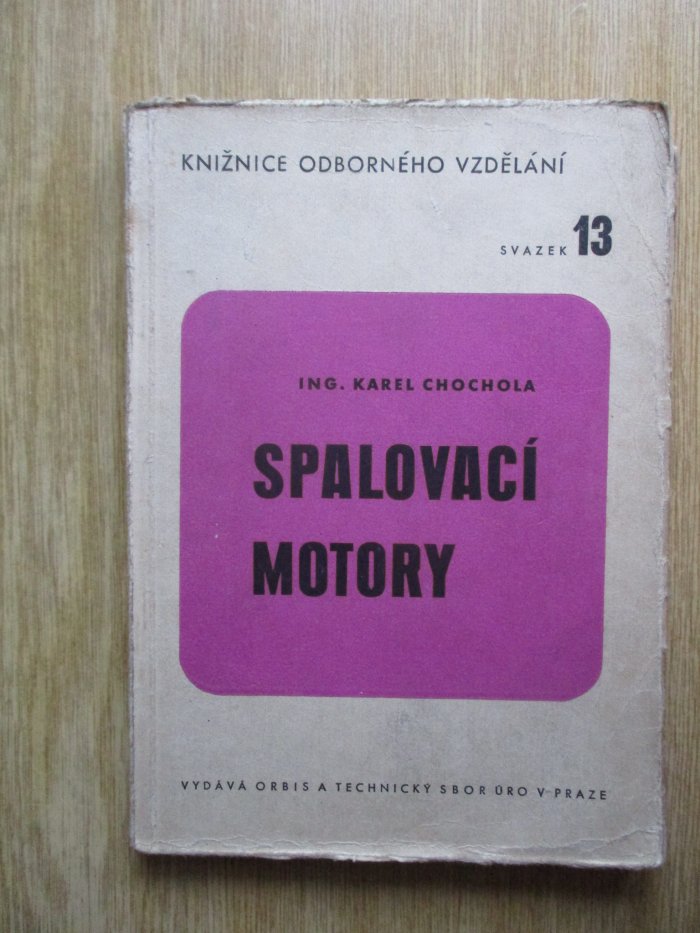 KNIŽNICE ODBORNÉHO VZDĚLÁNÍ
SVAZEK 13
ING. KAREL CHOCHOLA
SPALOVACÍ
MOTORY
VYDÁVÁ ORBIS A TECHNICKÝ SBOR ÚRO V PRAZE